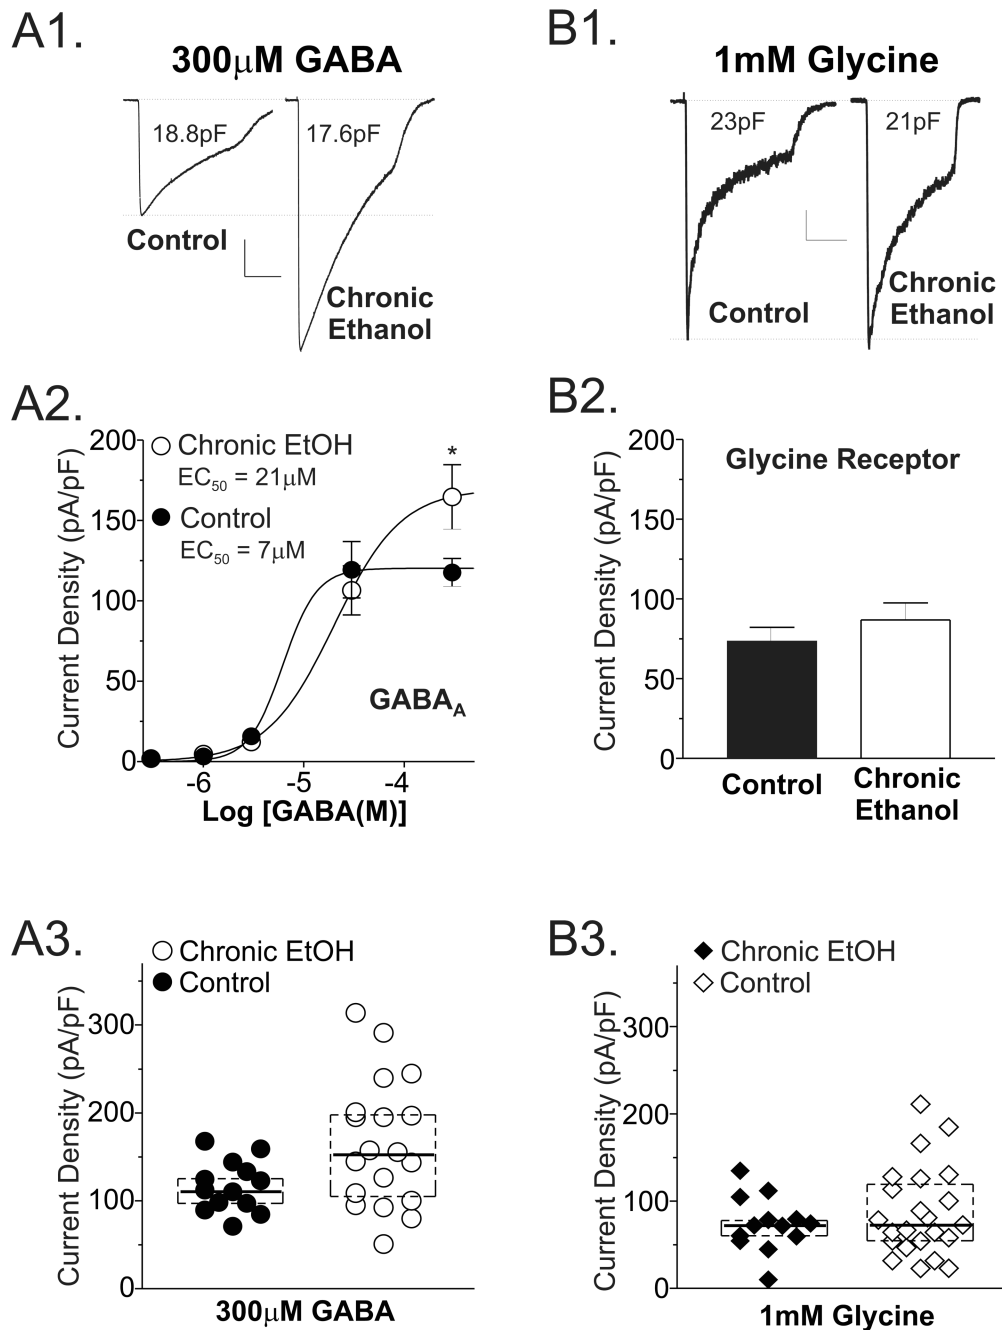 A1.
300μM GABA
18.8pF
17.6pF
Control
Chronic
Ethanol
B1.
1mM Glycine
23pF
21pF
Control
Chronic
Ethanol
A2.
Current Density (pA/pF)
200
150
100
50
0
Chronic EtOH
EC50 = 21μM
Control
EC50 = 7μM
*
GABAA
-6
-5
-4
Log [GABA(M)]
B2.
Current Density (pA/pF)
200
150
100
50
0
Glycine Receptor
Control
Chronic
Ethanol
A3.
Chronic EtOH
Control
Current Density (pA/pF)
300
200
100
0
300μM GABA
B3.
Chronic EtOH
Control
Current Density (pA/pF)
300
200
100
0
1mM Glycine